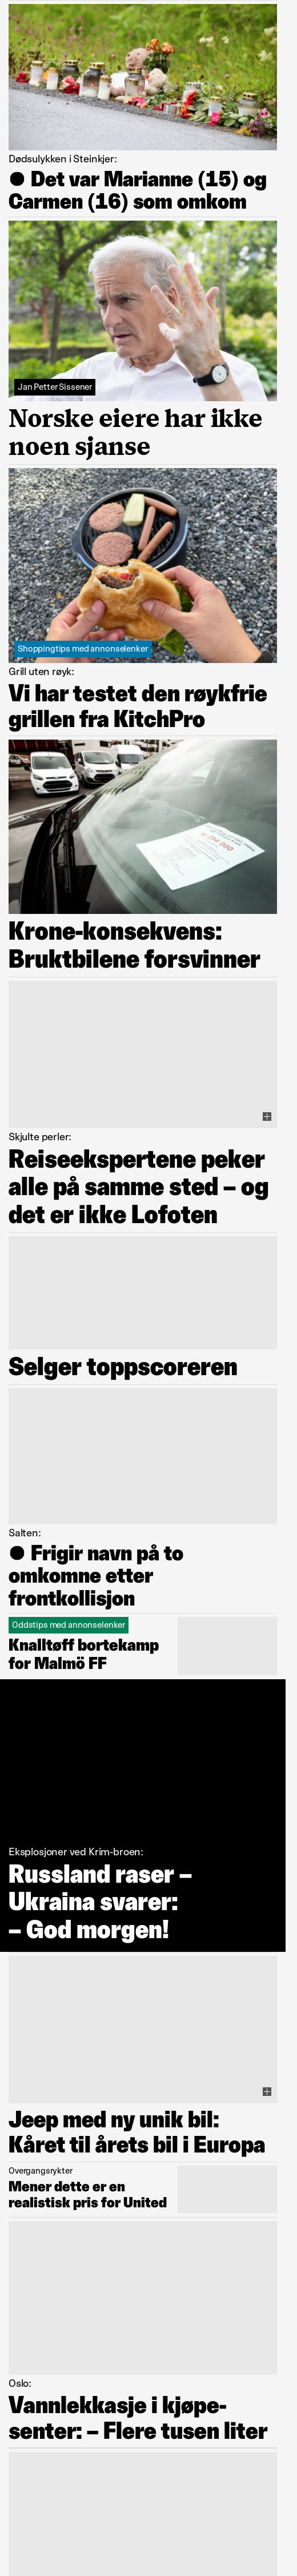 Dødsulykken i Steinkjer:
● Det var Marianne (15) og
Carmen (16) som omkom
Jan Petter Sissener
Norske eiere har ikke
noen sjanse
Shoppingtips med annonselenker
Grill uten røyk:
Vi har testet den røykfrie
grillen fra KitchPro
Krone-konsekvens:
Bruktbilene forsvinner
Skjulte perler:
Reiseekspertene peker
alle på samme sted – og
det er ikke Lofoten
Selger toppscoreren
Salten:
● Frigir navn på to
omkomne etter
frontkollisjon
Oddstips med annonselenker
Knalltøff bortekamp
for Malmö FF
Eksplosjoner ved Krim-broen:
Russland raser –
Ukraina svarer:
– God morgen!
Jeep med ny unik bil:
Kåret til årets bil i Europa
Overgangsrykter
Mener dette er en
realistisk pris for United
Oslo:
Vannlekkasje i kjøpe-
senter: – Flere tusen liter